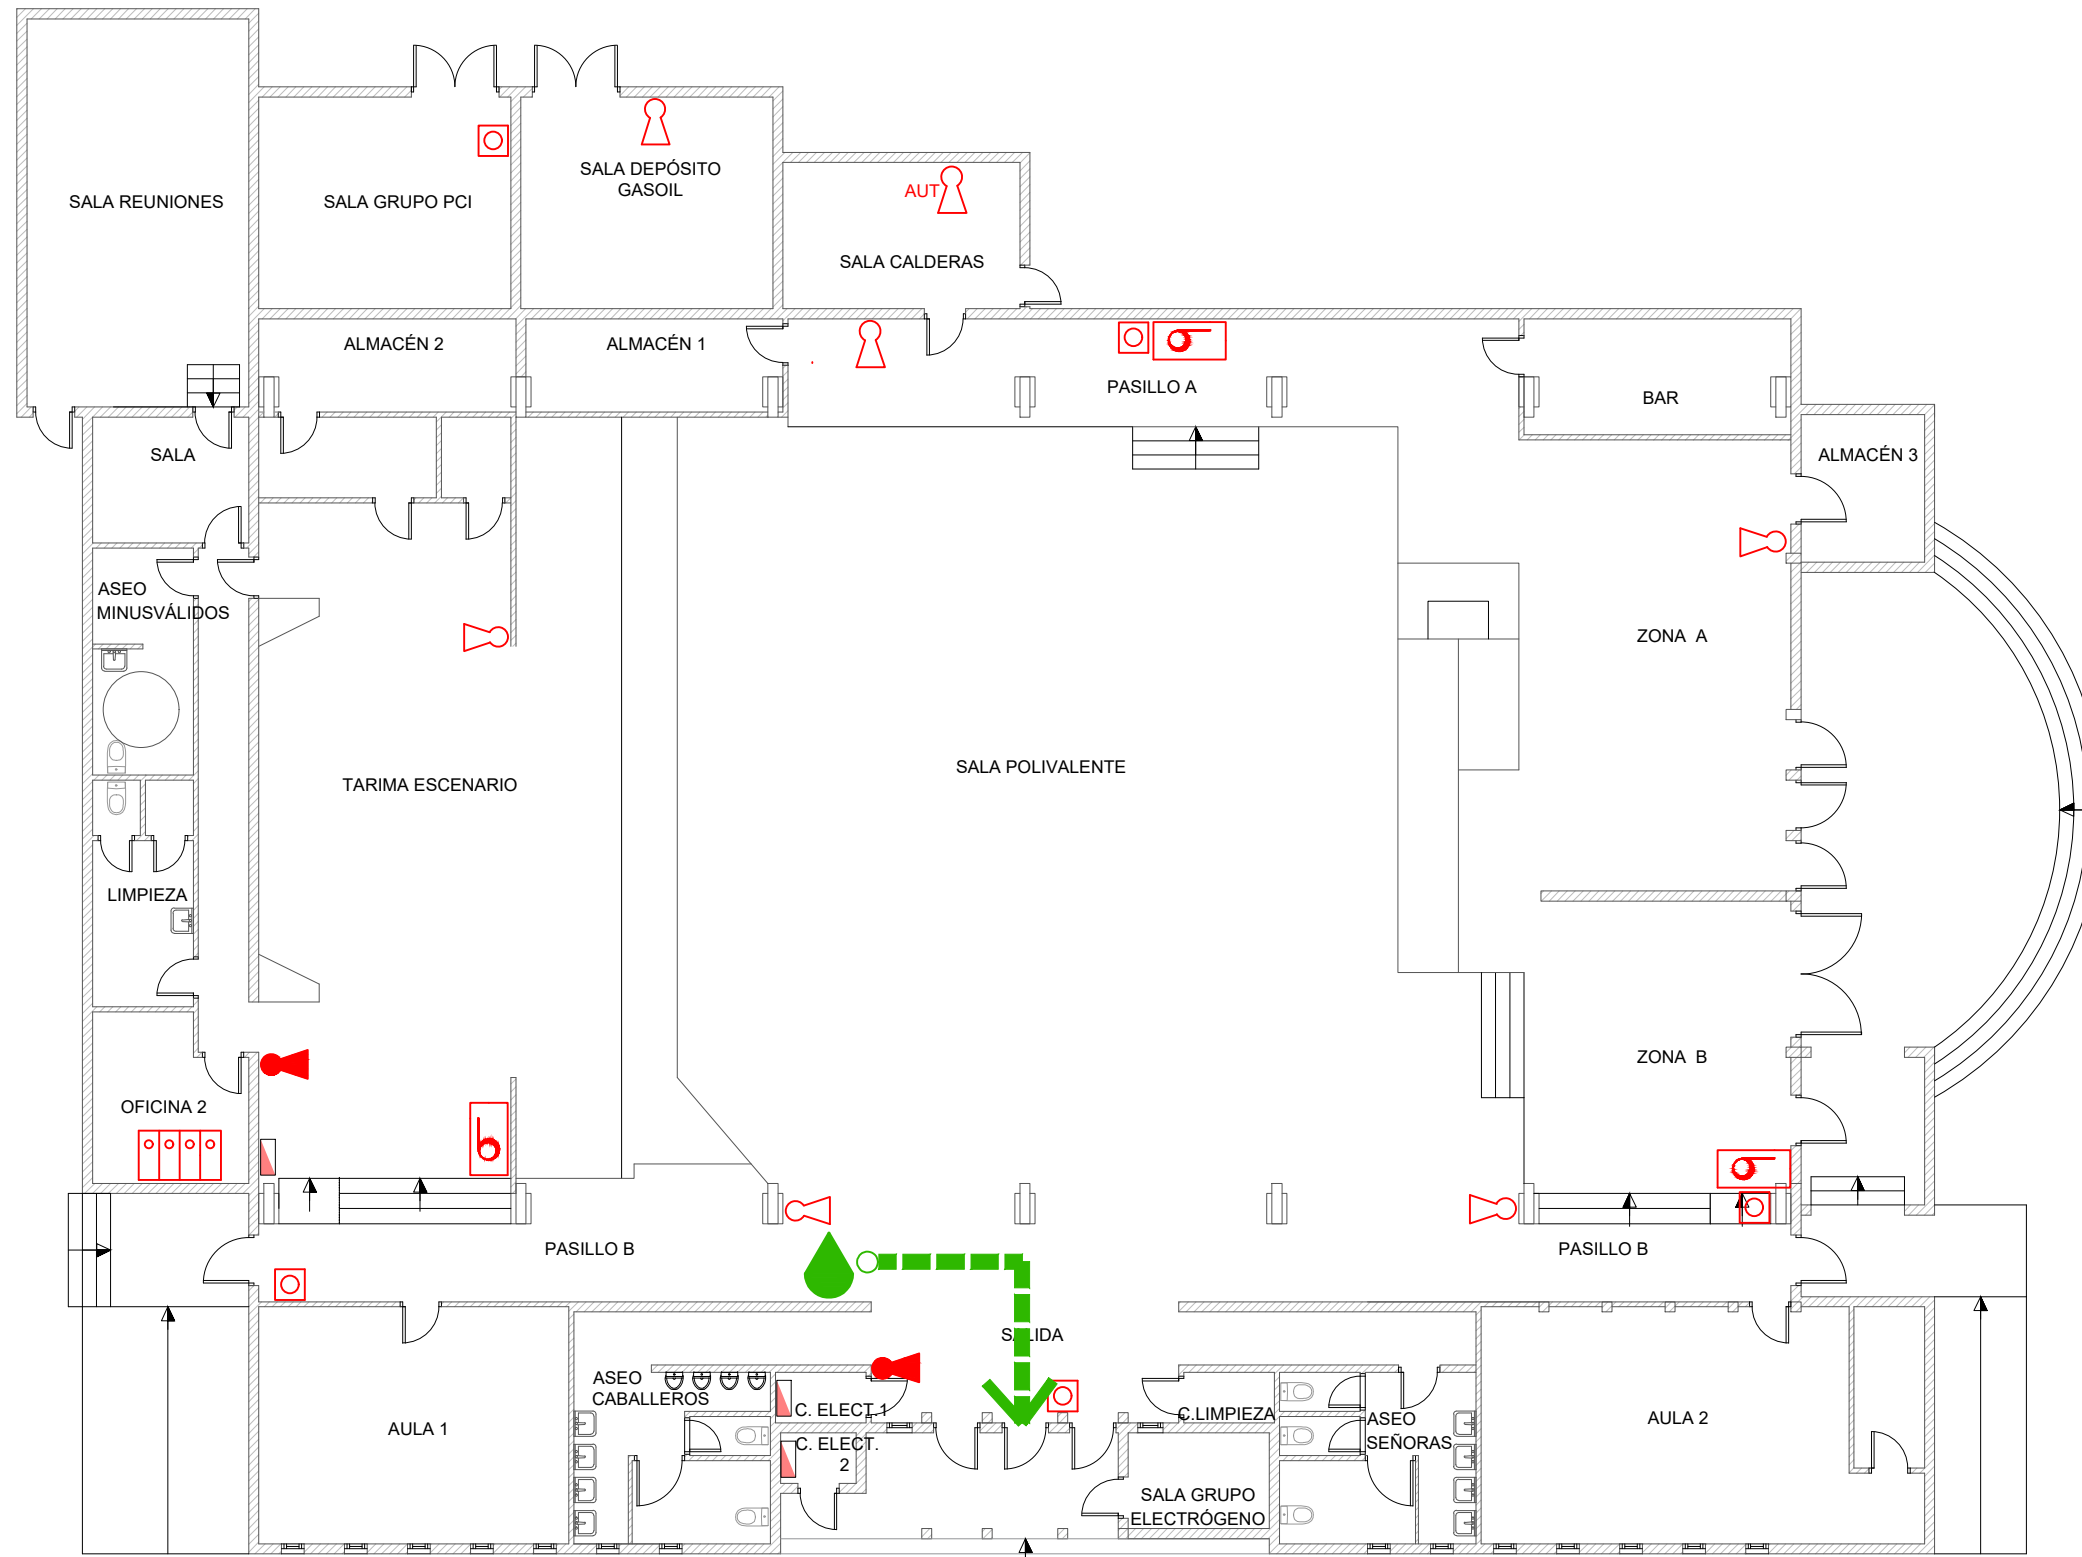 SALA REUNIONES
SALA GRUPO PCI
SALA DEPÓSITO
GASOIL
AUT
SALA CALDERAS
ALMACÉN 2
ALMACÉN 1
PASILLO A
BAR
SALA
ALMACÉN 3
ASEO
MINUSVÁLIDOS
ZONA A
TARIMA ESCENARIO
SALA POLIVALENTE
LIMPIEZA
ZONA B
OFICINA 2
PASILLO B
PASILLO B
SALIDA
ASEO
CABALLEROS
C. ELECT.1
C.LIMPIEZA
AULA 1
C. ELECT.
2
ASEO
SEÑORAS
AULA 2
SALA GRUPO
ELECTRÓGENO